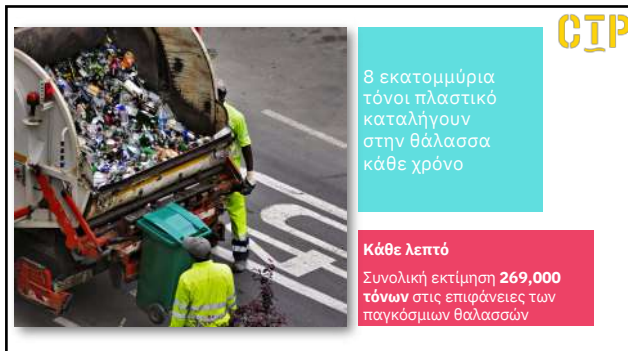 CTP
8 εκατομμύρια
τόνοι πλαστικό
καταλήγουν
στην θάλασσα
κάθε χρόνο
Κάθε λεπτό
Συνολική εκτίμηση 269,000
τόνων στις επιφάνειες των
παγκόσμιων θαλασσών